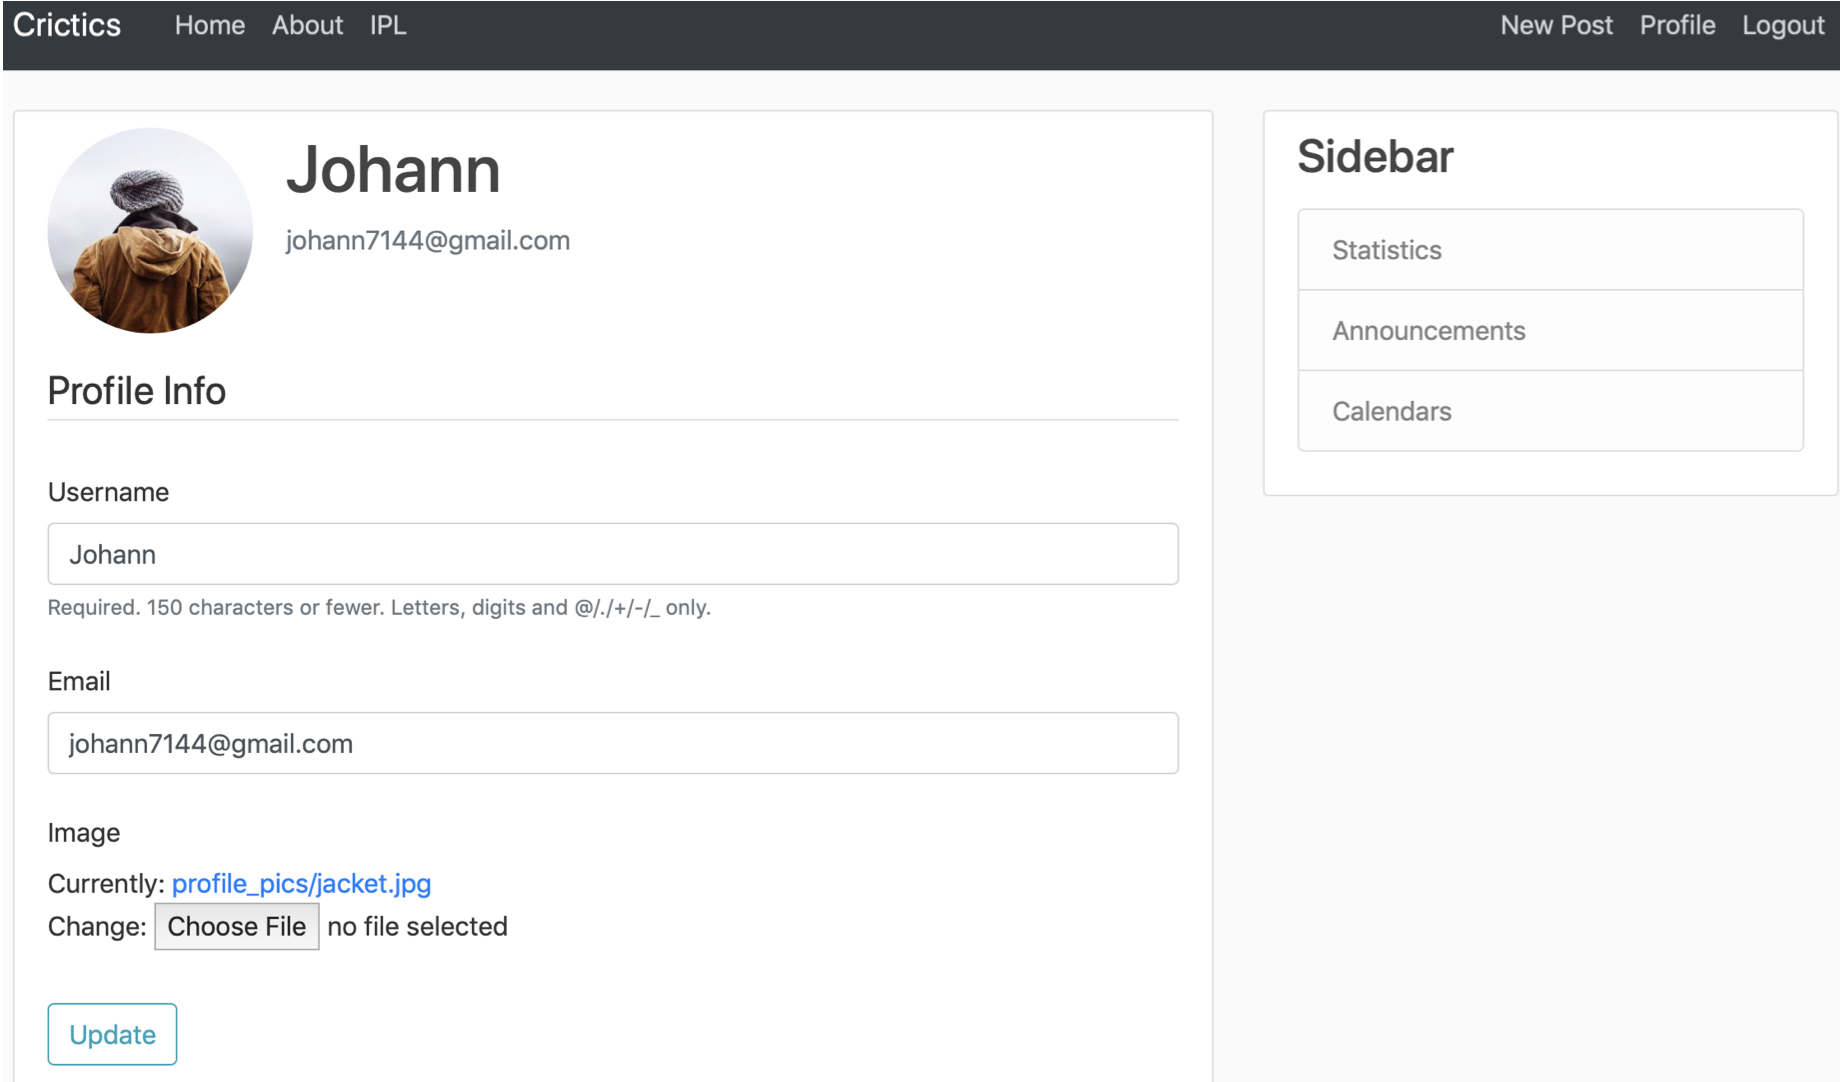 Crictics Home About IPL New Post Profile Logout
Johann
johann7144@gmail.com
Profile Info
Username
Johann
Required. 150 characters or fewer. Letters, digits and @/./+/-/_ only.
Email
johann7144@gmail.com
Image
Currently: profile_pics/jacket.jpg
Change: Choose File no file selected
Update
Sidebar
Statistics
Announcements
Calendars